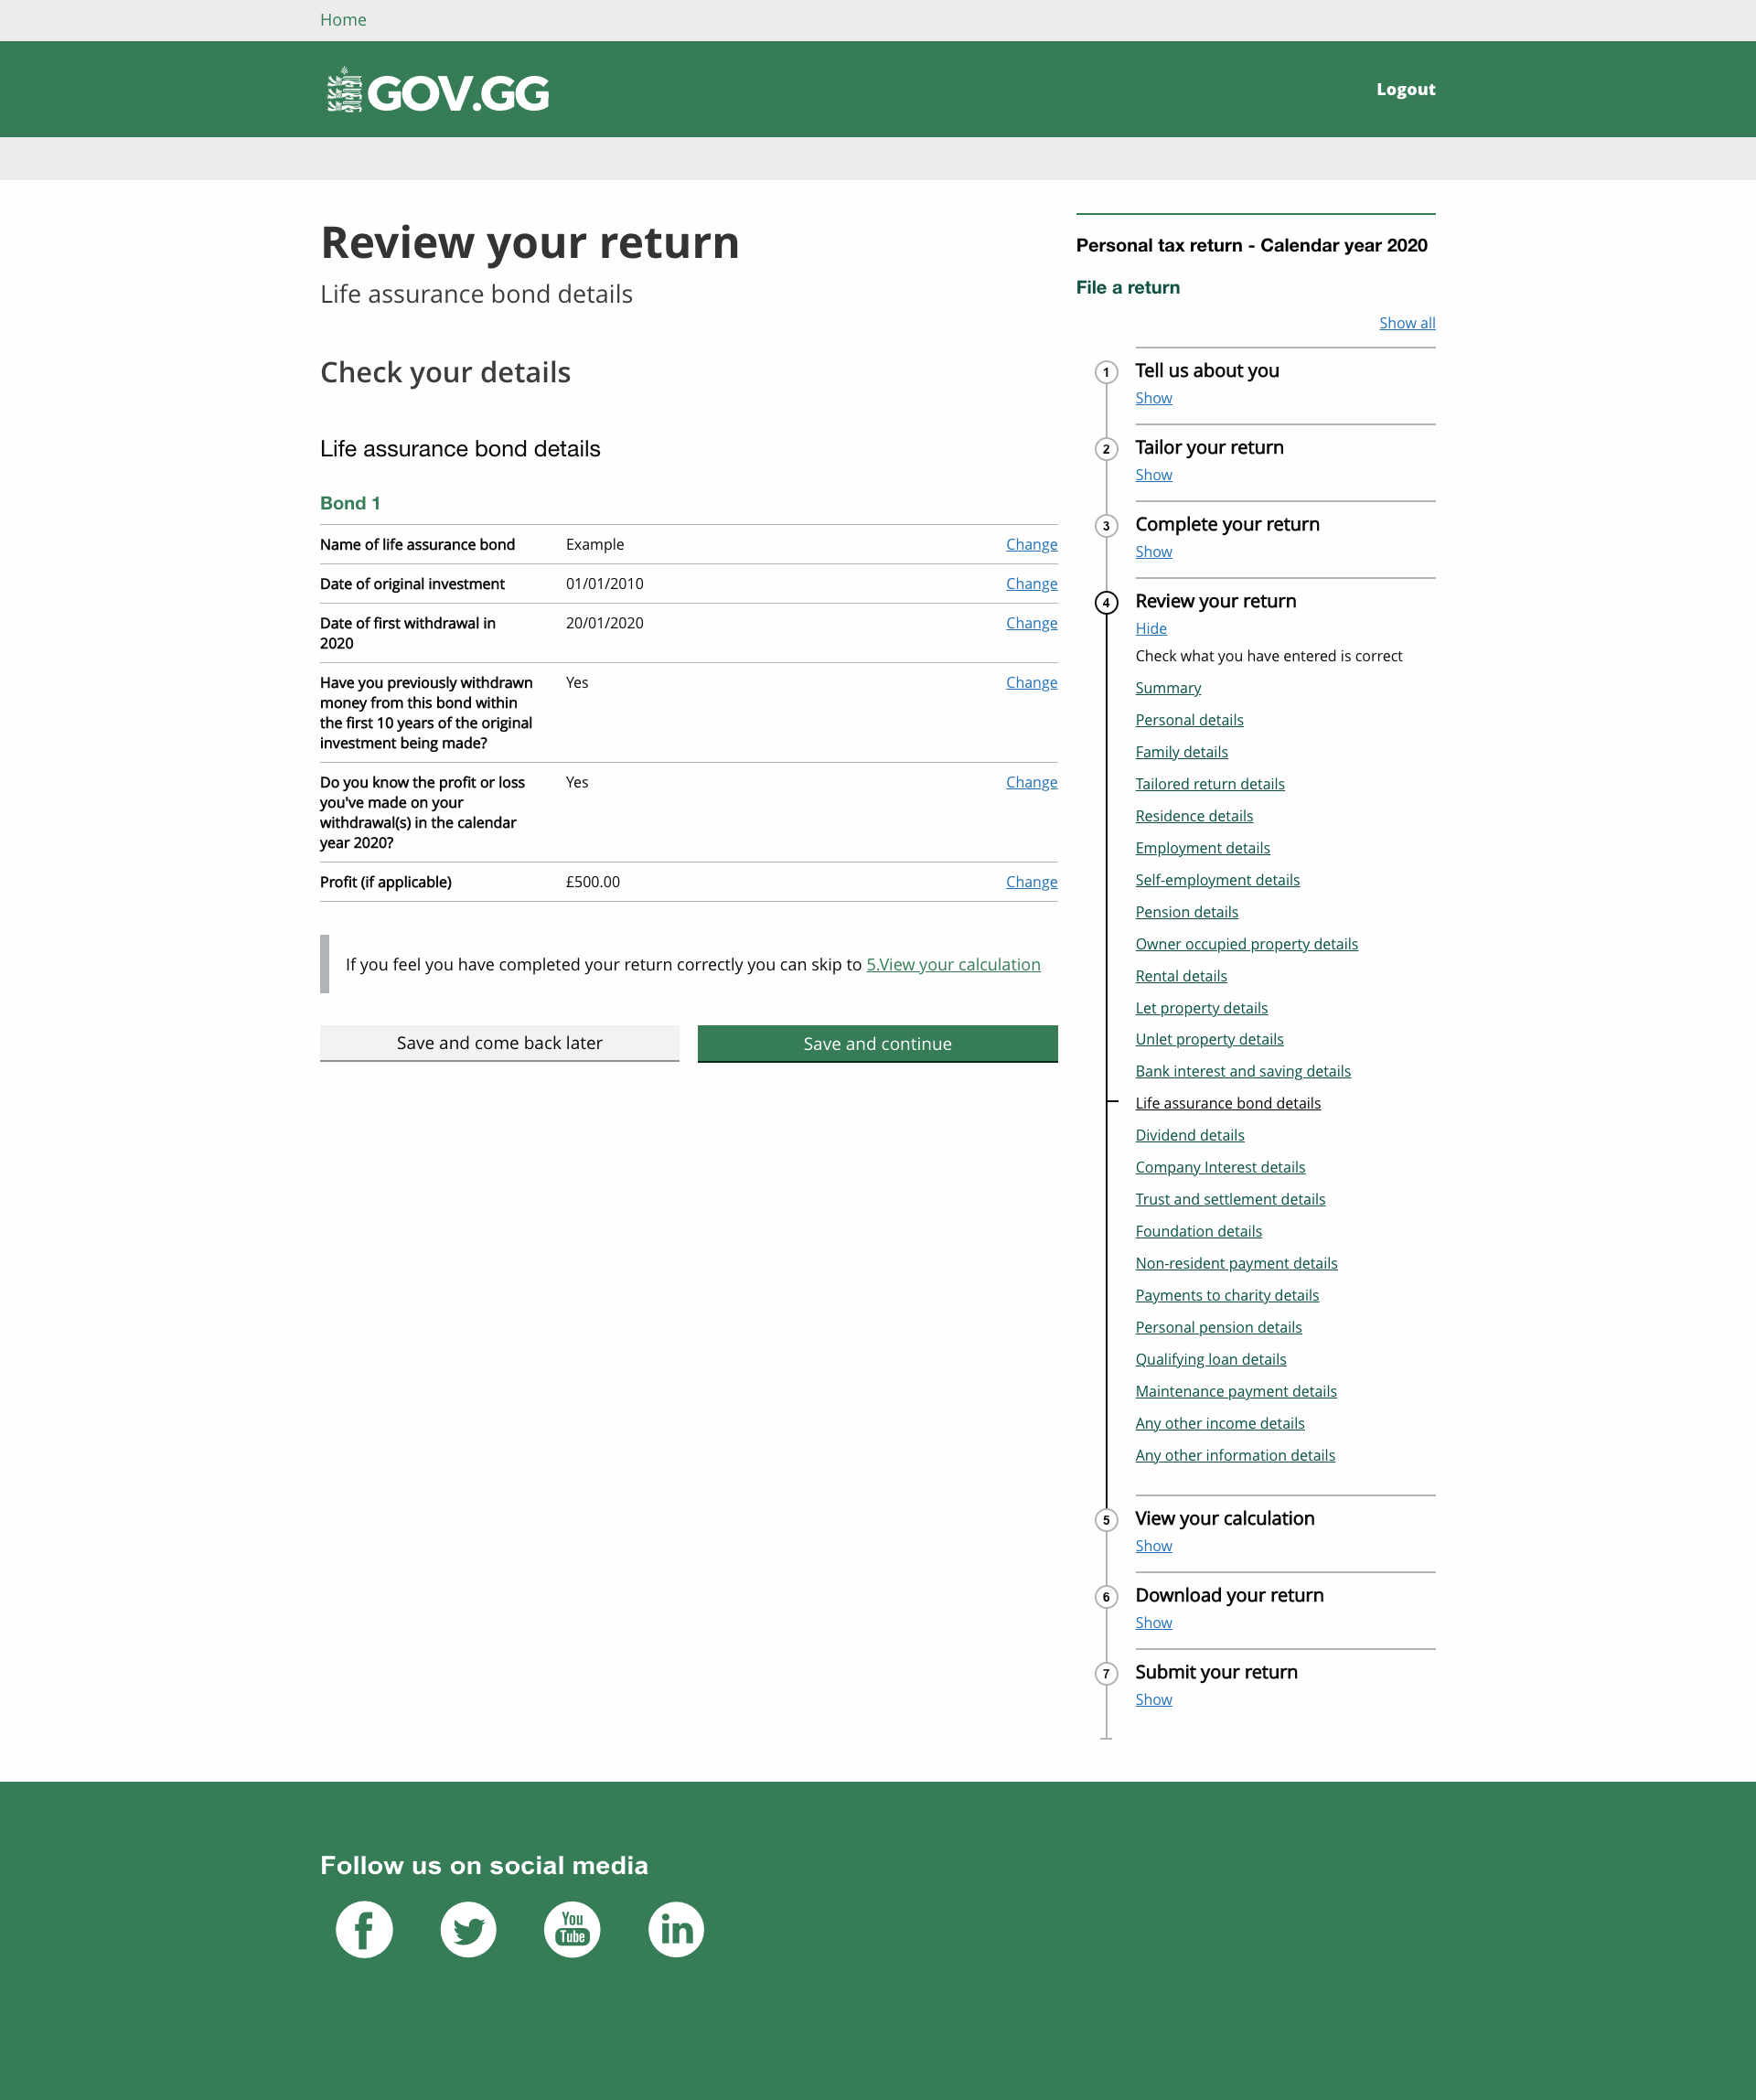 Home
GOV.GG
Logout
Review your return
Life assurance bond details
Check your details
Life assurance bond details
Bond 1
Name of life assurance bond Example Change
Date of original investment 01/01/2010 Change
Date of first withdrawal in 20/01/2020 Change
2020
Have you previously withdrawn Yes Change
money from this bond within
the first 10 years of the original
investment being made?
Do you know the profit or loss Yes Change
you've made on your
withdrawal(s) in the calendar
year 2020?
Profit (if applicable) £500.00 Change
If you feel you have completed your return correctly you can skip to 5.View your calculation
Save and come back later
Save and continue
Personal tax return - Calendar year 2020
File a return
Show all
1 Tell us about you
Show
2 Tailor your return
Show
3 Complete your return
Show
4 Review your return
Hide
Check what you have entered is correct
Summary
Personal details
Family details
Tailored return details
Residence details
Employment details
Self-employment details
Pension details
Owner occupied property details
Rental details
Let property details
Unlet property details
Bank interest and saving details
Life assurance bond details
Dividend details
Company Interest details
Trust and settlement details
Foundation details
Non-resident payment details
Payments to charity details
Personal pension details
Qualifying loan details
Maintenance payment details
Any other income details
Any other information details
5 View your calculation
Show
6 Download your return
Show
7 Submit your return
Show
Follow us on social media
f
You
Tube
in